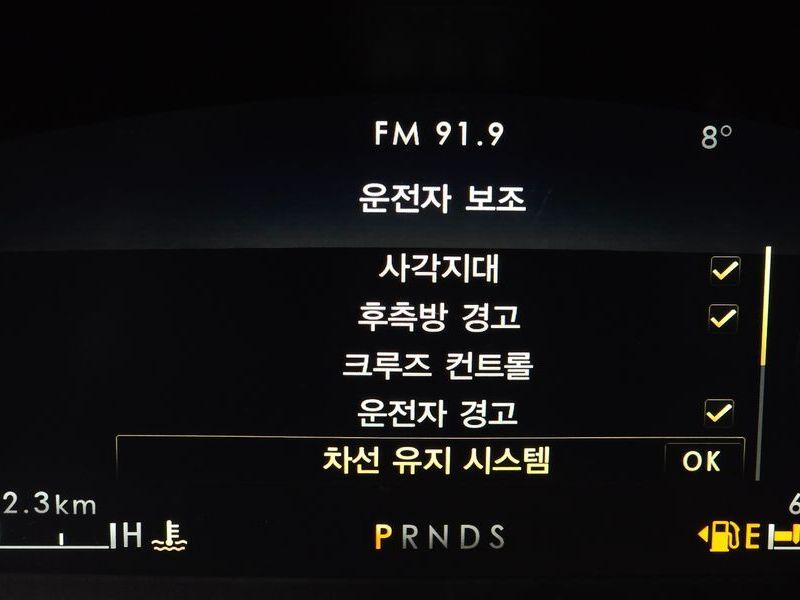 FM 91.9 8°
운전자 보조
사각지대
후측방 경고
크루즈 컨트롤
운전자 경고
차선 유지 시스템 OK
2.3km 6
H PRNDS E